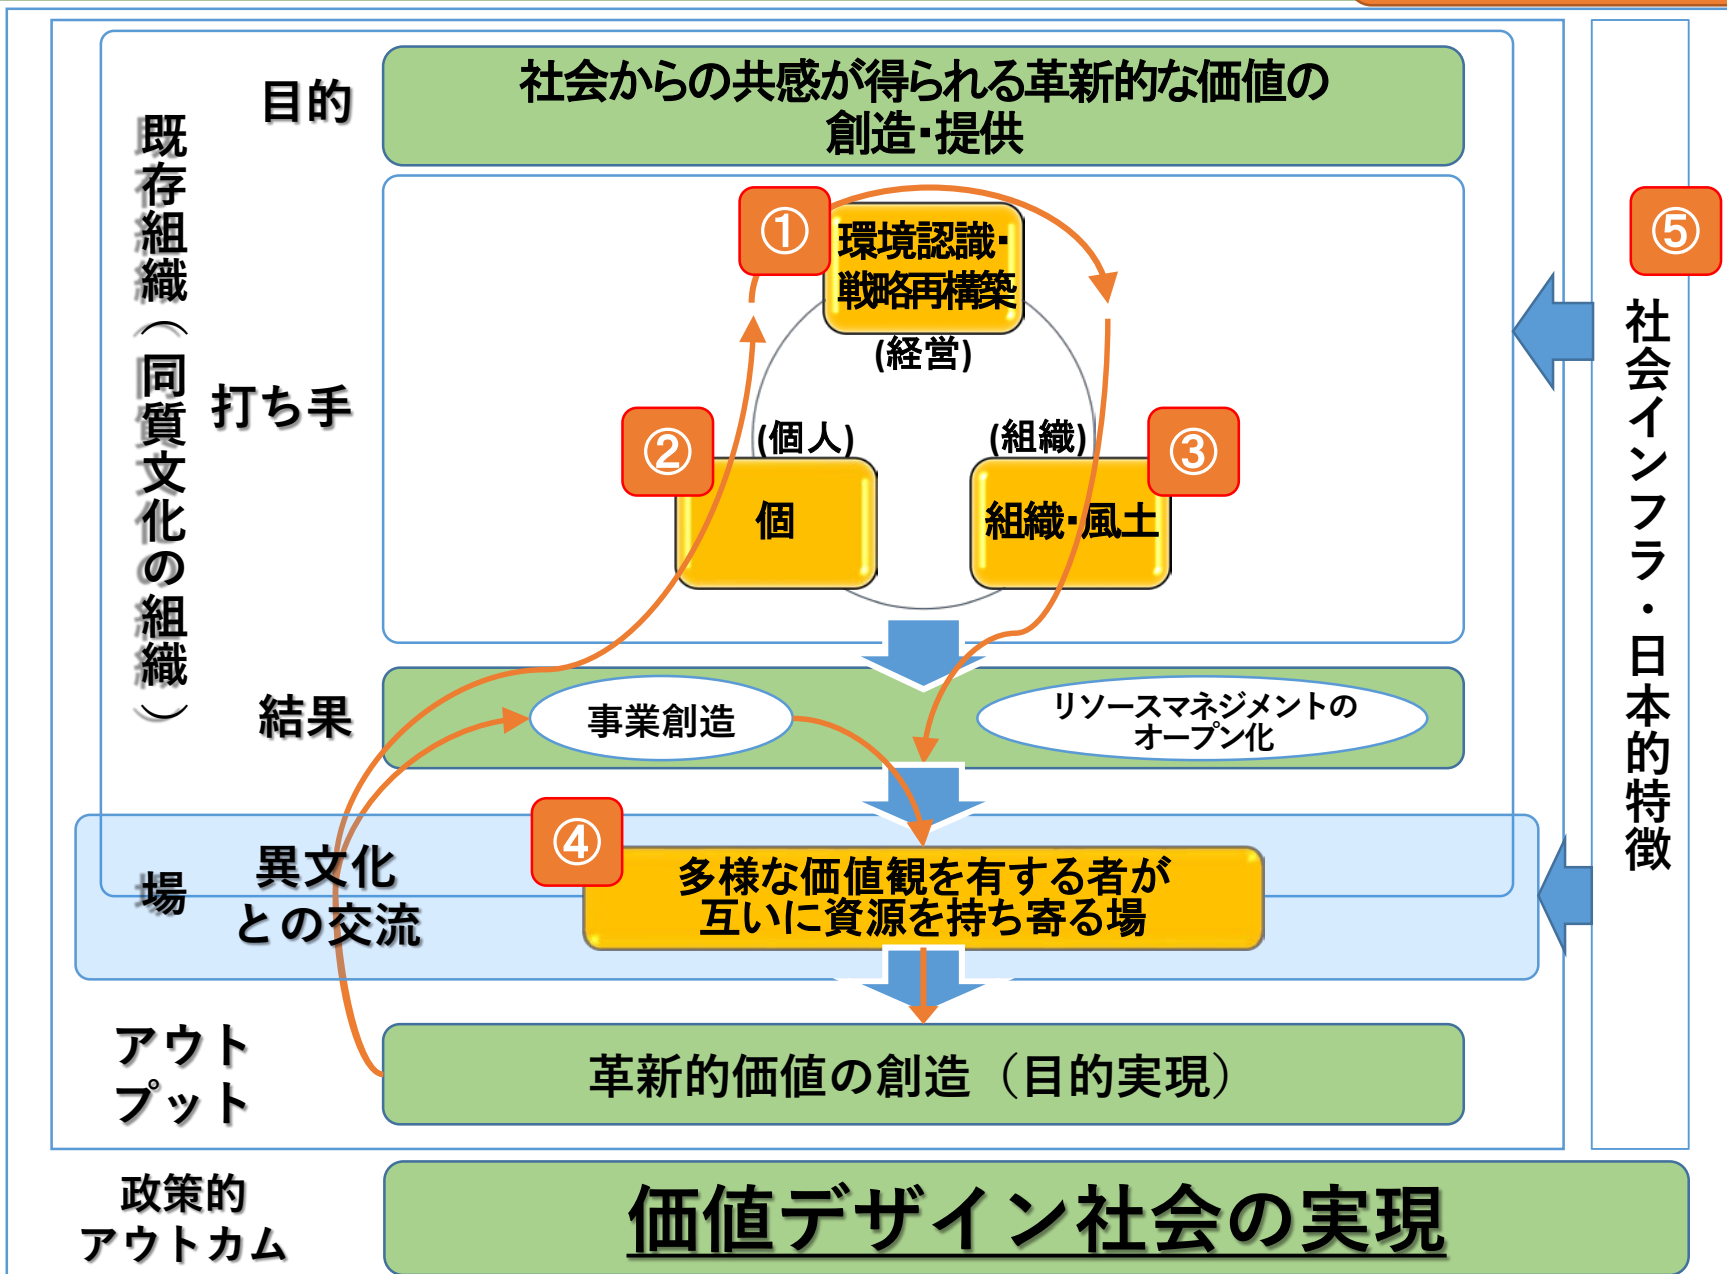 目的
社会からの共感が得られる革新的な価値の
創造・提供
既存組織（同質文化の組織）
打ち手
①
環境認識・
戦略再構築
(経営)
②
(個人)
個
(組織)
③
組織・風土
⑤
社会インフラ・日本的特徴
結果
事業創造
リソースマネジメントの
オープン化
場
異文化
との交流
④
多様な価値観を有する者が
互いに資源を持ち寄る場
アウト
プット
革新的価値の創造（目的実現）
政策的
アウトカム
価値デザイン社会の実現